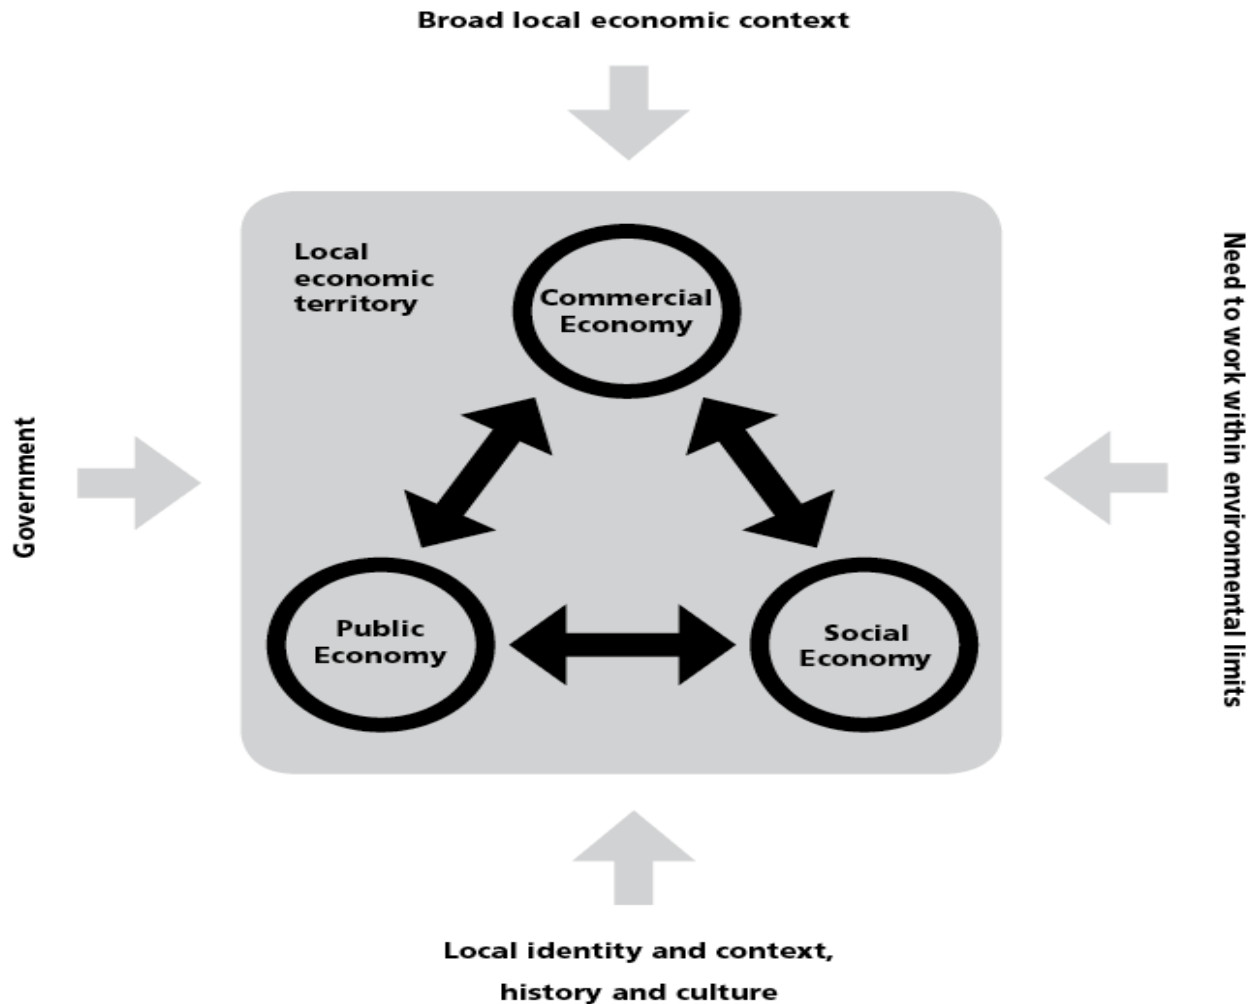 Broad local economic context
Local
economic
territory
Commercial
Economy
Government
Need to work within environmental limits
Public
Economy
Social
Economy
Local identity and context,
history and culture